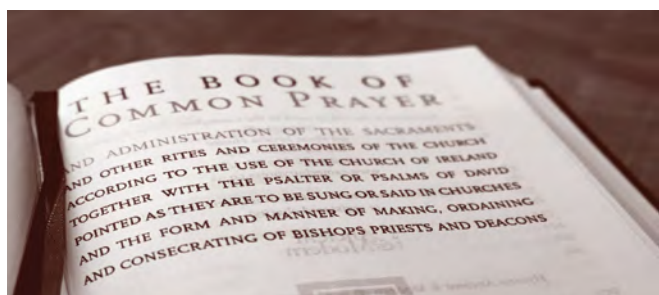 THE BOOK OF
COMMON PRAYER
AND ADMINISTRATION OF THE SACRAMENTS
AND OTHER RITES AND CEREMONIES OF THE CHURCH
ACCORDING TO THE USE OF THE CHURCH OF IRELAND
TOGETHER WITH THE PSALTER OR PSALMS OF DAVID
POINTED AS THEY ARE TO BE SUNG OR SAID IN CHURCHES
AND THE FORM AND MANNER OF MAKING, ORDAINING
AND CONSECRATING OF BISHOPS PRIESTS AND DEACONS